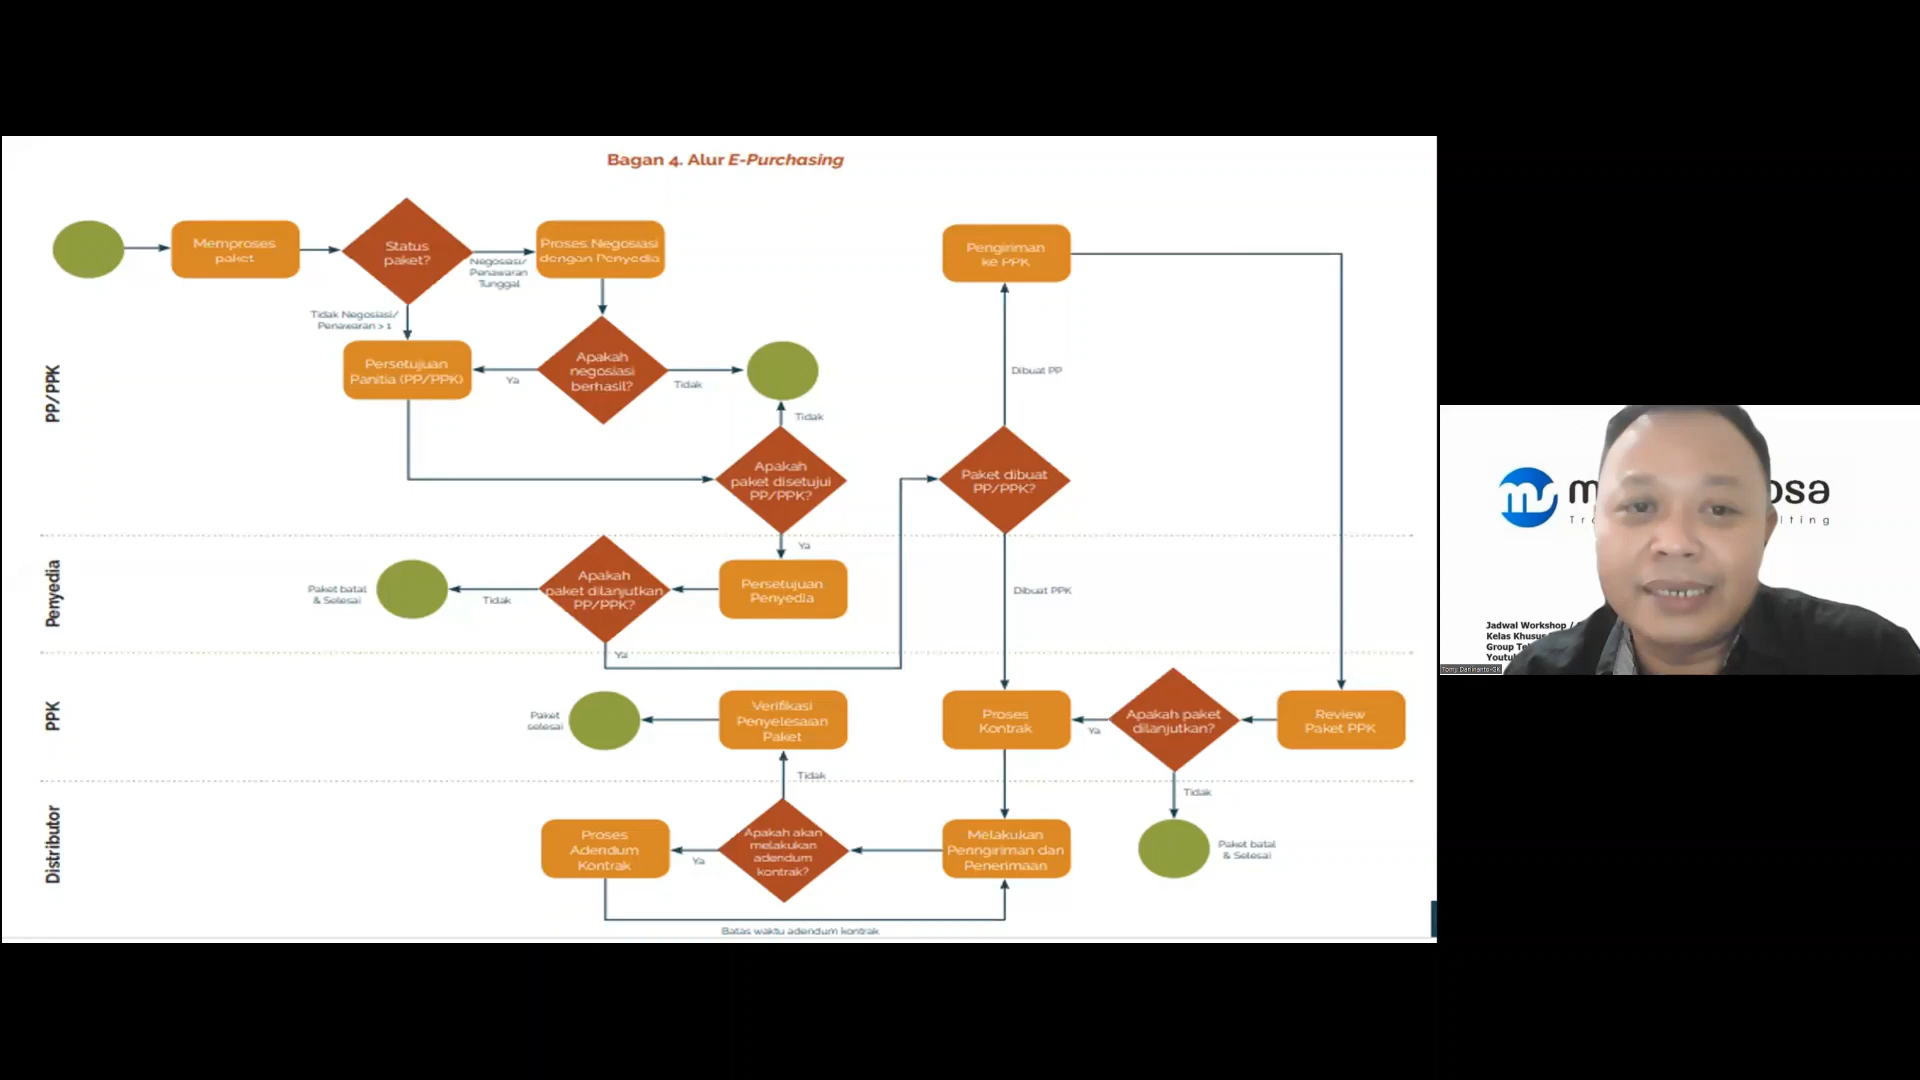 Bagan 4. Alur E-Purchasing
Memproses
paket
Status
paket?
Negosiasi/
Penawaran
Tunggal
Proses Negosiasi
dengan Penyedia
Pengiriman
ke PPK
Tidak Negosiasi/
Penawaran > 1
Persetujuan
Panitia (PP/PPK)
Ya
Apakah
negosiasi
berhasil?
Tidak
Tidak
Dibuat PP
PP/PPK
Apakah
paket disetujui
PP/PPK?
Paket dibuat
PP/PPK?
Ya
Penyedia
Paket batal
& Selesai
Tidak
Apakah
paket dilanjutkan
PP/PPK?
Persetujuan
Penyedia
Dibuat PPK
Ya
PPK
Paket
selesai
Verifikasi
Penyelesaian
Paket
Proses
Kontrak
Ya
Apakah paket
dilanjutkan?
Review
Paket PPK
Tidak
Tidak
Distributor
Proses
Adendum
Kontrak
Ya
Apakah akan
melakukan
adendum
kontrak?
Melakukan
Penngiriman dan
Penerimaan
Paket batal
& Selesai
Batas waktu adendum kontrak
Jadwal Workshop /
Kelas Khusus